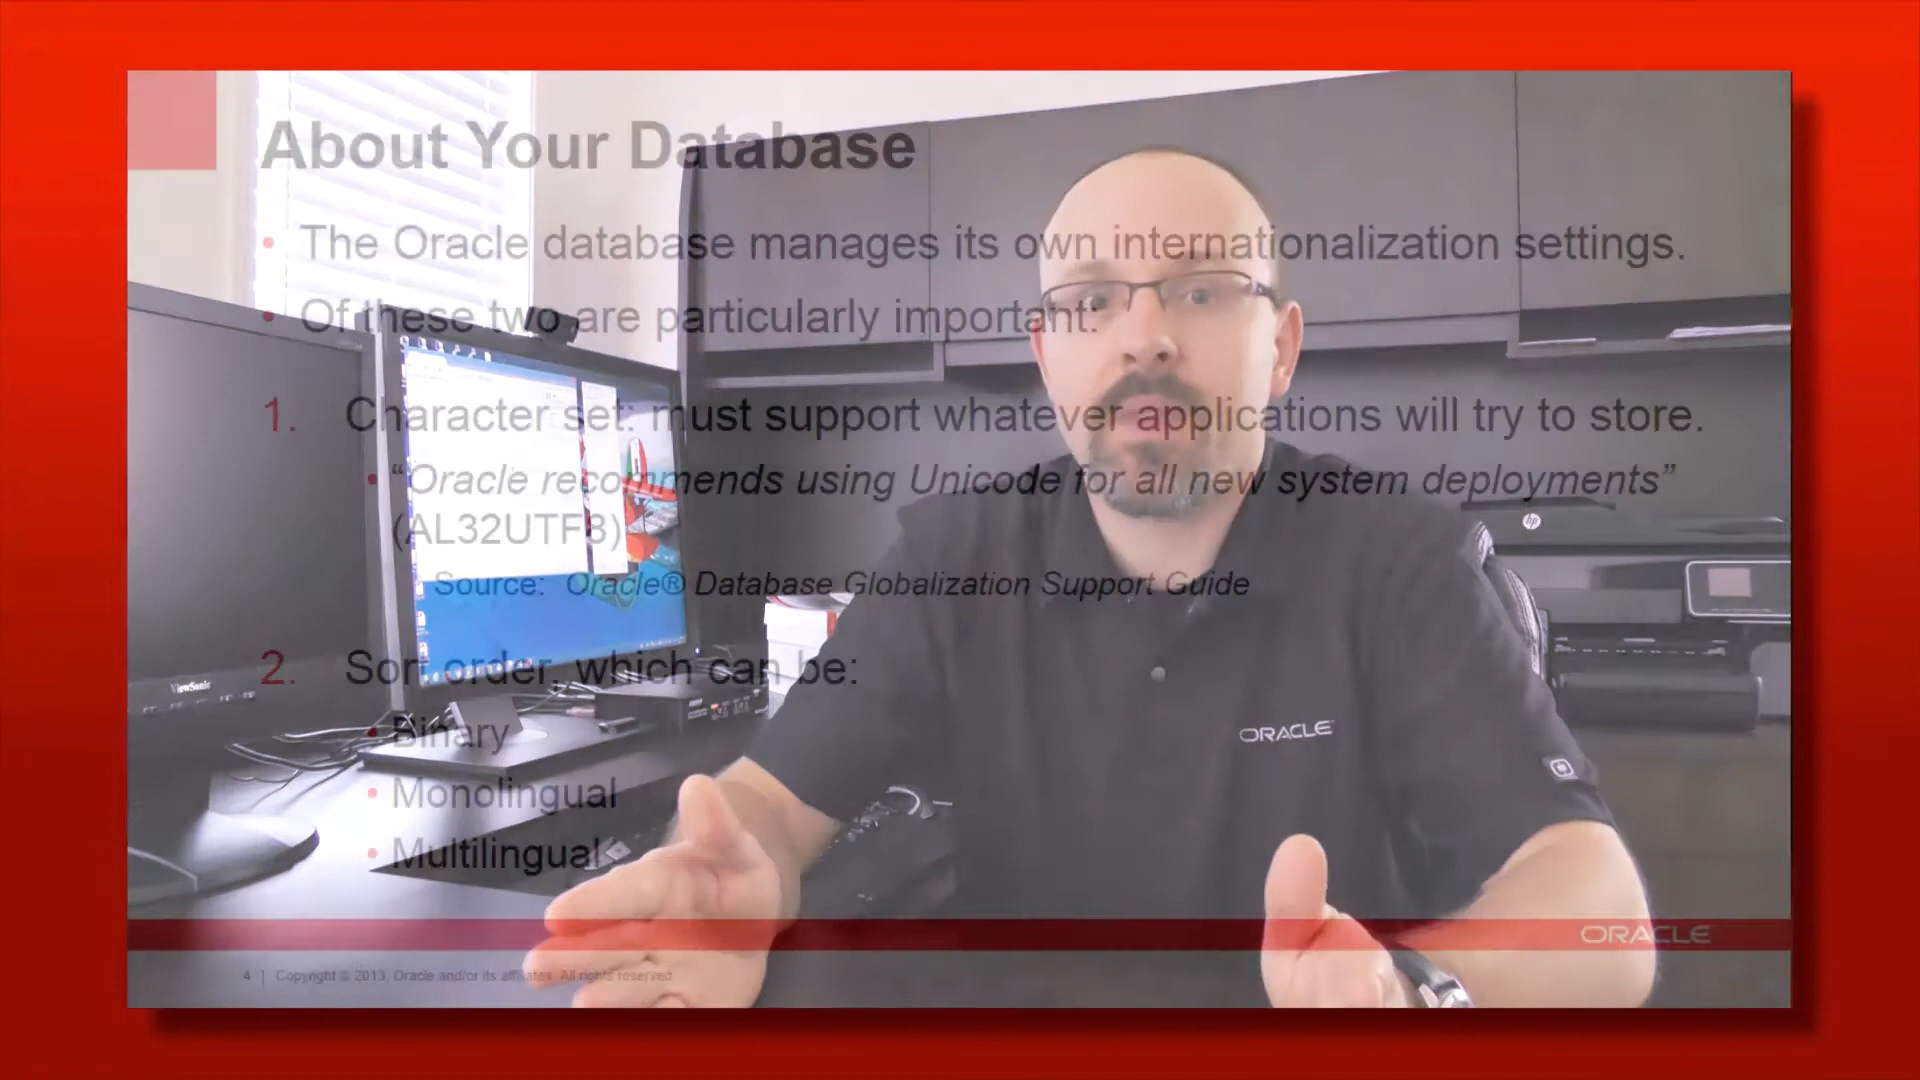 About Your Database
• The Oracle database manages its own internationalization settings.
• Of these two are particularly important:
1. Character set: must support whatever applications will try to store.
• “Oracle recommends using Unicode for all new system deployments”
(AL32UTF8)
Source: Oracle® Database Globalization Support Guide
2. Sort order, which can be:
• Binary
• Monolingual
• Multilingual
ViewSonic
hp
ORACLE
ORACLE
4 | Copyright © 2013, Oracle and/or its affiliates. All rights reserved.